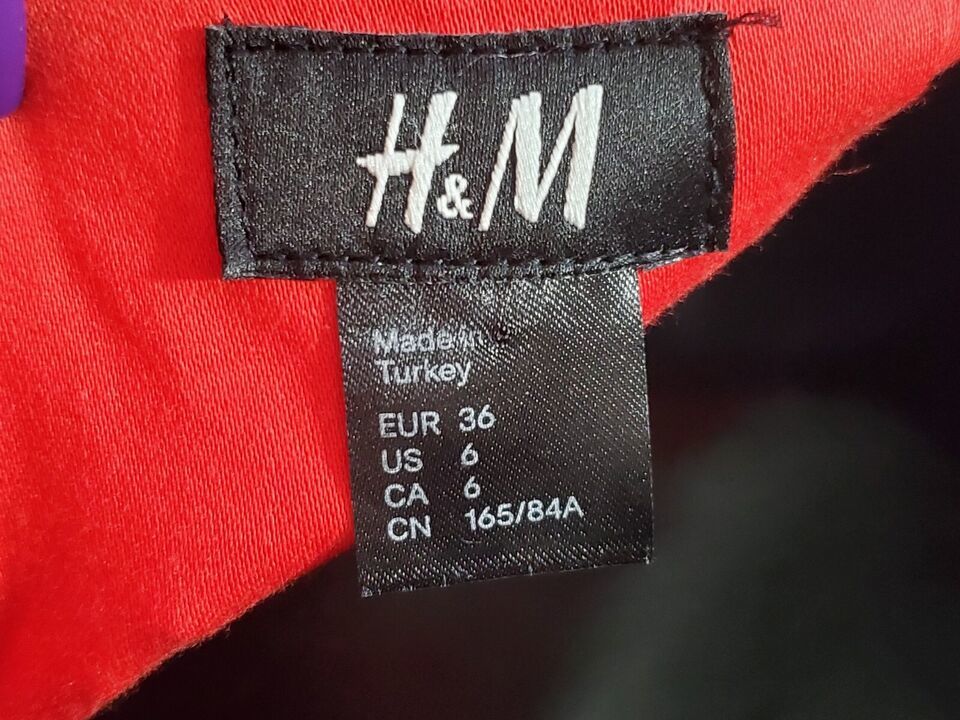 H&M
Made in
Turkey
EUR 36
US 6
CA 6
CN 165/84A